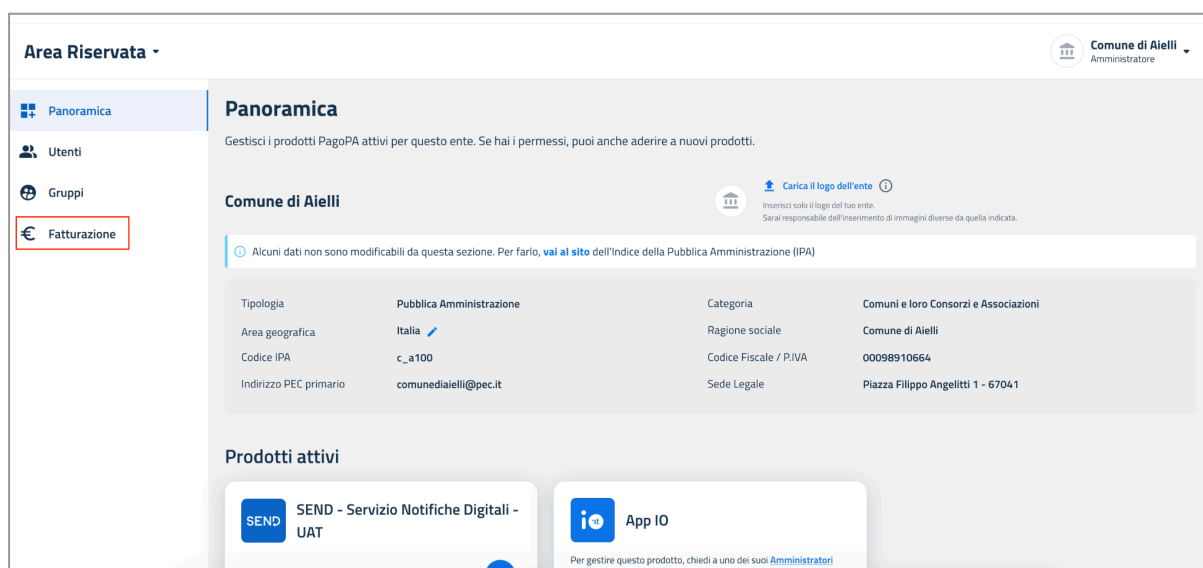 Area Riservata
Comune di Aielli
Amministratore
Panoramica
Utenti
Gruppi
Fatturazione
Panoramica
Gestisci i prodotti PagoPA attivi per questo ente. Se hai i permessi, puoi anche aderire a nuovi prodotti.
Comune di Aielli
Carica il logo dell'ente
Inserisci solo il logo del tuo ente.
Sarai responsabile dell'inserimento di immagini diverse da quella indicata.
Alcuni dati non sono modificabili da questa sezione. Per farlo, vai al sito dell'Indice della Pubblica Amministrazione (IPA)
Tipologia Pubblica Amministrazione
Area geografica Italia
Codice IPA c_a100
Indirizzo PEC primario comunediaielli@pec.it
Categoria Comuni e loro Consorzi e Associazioni
Ragione sociale Comune di Aielli
Codice Fiscale / P.IVA 00098910664
Sede Legale Piazza Filippo Angelitti 1 - 67041
Prodotti attivi
SEND
SEND - Servizio Notifiche Digitali -
UAT
io
App IO
Per gestire questo prodotto, chiedi a uno dei suoi Amministratori